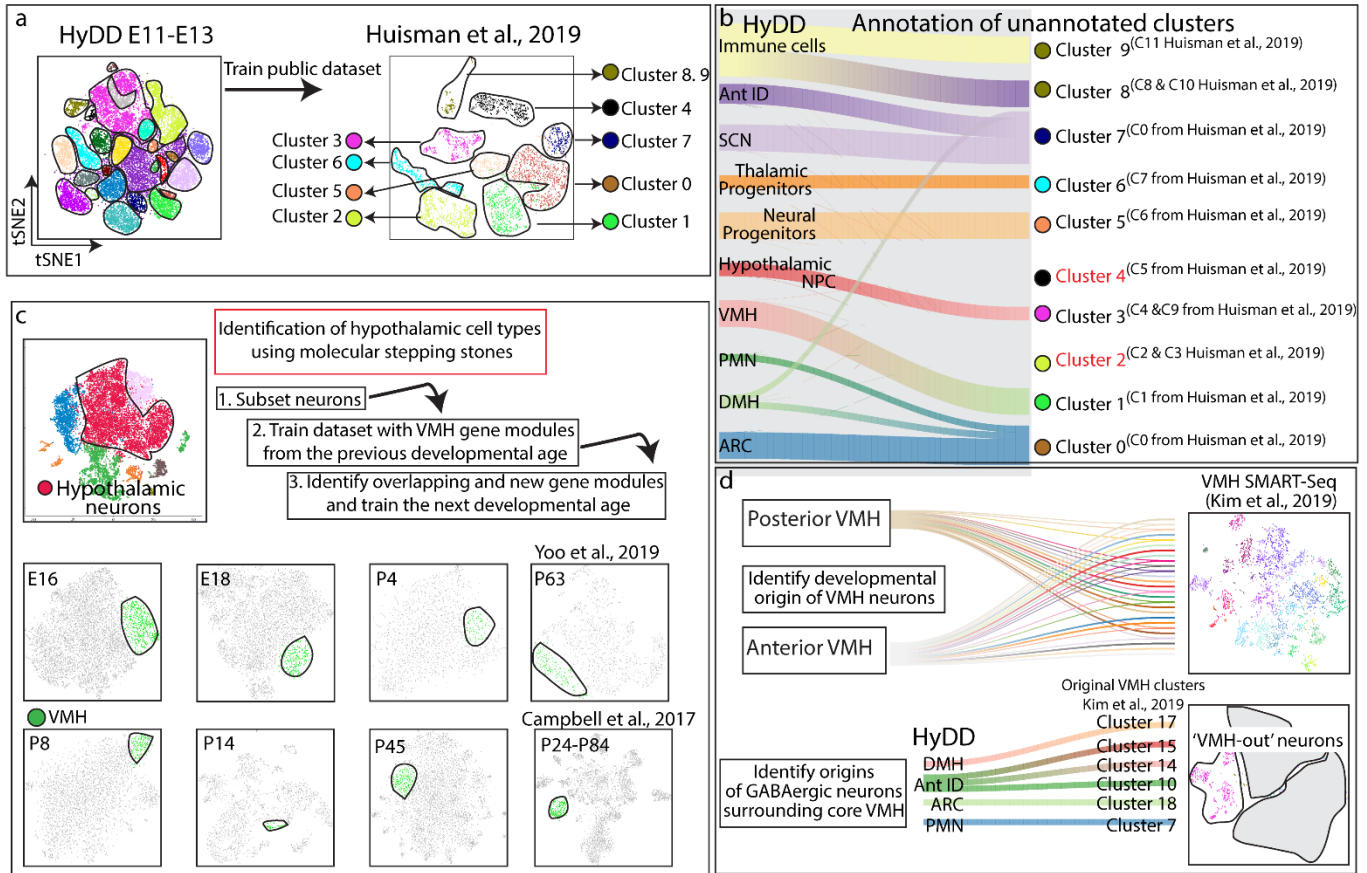 a
HyDD E11-E13
Train public dataset
Huisman et al., 2019
tSNE2
tSNE1
Cluster 8. 9
Cluster 4
Cluster 7
Cluster 0
Cluster 1
Cluster 3
Cluster 6
Cluster 5
Cluster 2
b
HyDD
Annotation of unannotated clusters
Immune cells
Ant ID
SCN
Thalamic
Progenitors
Neural
Progenitors
Hypothalamic
NPC
VMH
PMN
DMH
ARC
Cluster 9(C11 Huisman et al., 2019)
Cluster 8(C8 & C10 Huisman et al., 2019)
Cluster 7(C0 from Huisman et al., 2019)
Cluster 6(C7 from Huisman et al., 2019)
Cluster 5(C6 from Huisman et al., 2019)
Cluster 4(C5 from Huisman et al., 2019)
Cluster 3(C4 &C9 from Huisman et al., 2019)
Cluster 2(C2 & C3 Huisman et al., 2019)
Cluster 1(C1 from Huisman et al., 2019)
Cluster 0(C0 from Huisman et al., 2019)
c
Identification of hypothalamic cell types
using molecular stepping stones
1. Subset neurons
2. Train dataset with VMH gene modules
from the previous developmental age
3. Identify overlapping and new gene modules
and train the next developmental age
Hypothalamic
neurons
Yoo et al., 2019
E16
E18
P4
P63
VMH
Campbell et al., 2017
P8
P14
P45
P24-P84
d
VMH SMART-Seq
(Kim et al., 2019)
Posterior VMH
Identify developmental
origin of VMH neurons
Anterior VMH
Original VMH clusters
Kim et al., 2019
Identify origins
of GABAergic neurons
surrounding core VMH
HyDD
DMH
Ant ID
ARC
PMN
Cluster 17
Cluster 15
Cluster 14
Cluster 10
Cluster 18
Cluster 7
'VMH-out' neurons